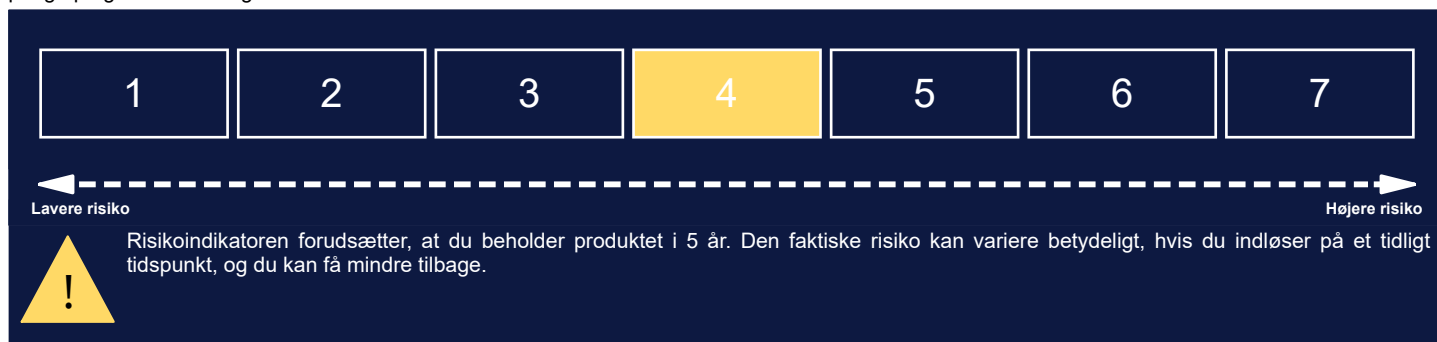 1 2 3 4 5 6 7
Lavere risiko Højere risiko
Risikoindikatoren forudsætter, at du beholder produktet i 5 år. Den faktiske risiko kan variere betydeligt, hvis du indløser på et tidligt
tidspunkt, og du kan få mindre tilbage.
!